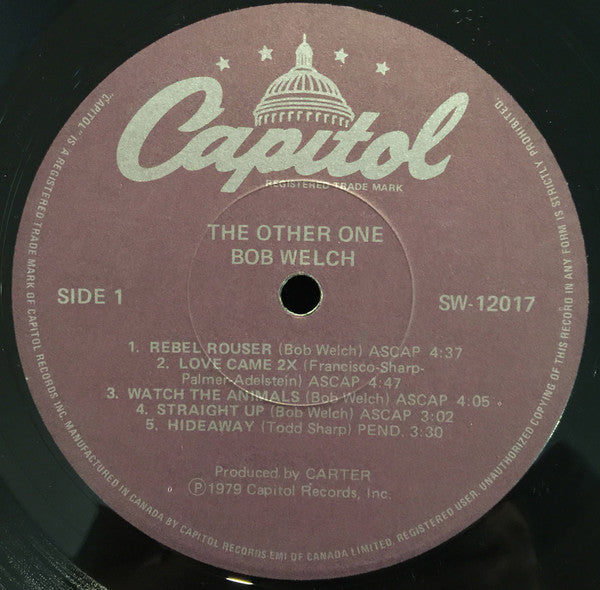 Capitol
REGISTERED TRADE MARK
THE OTHER ONE
BOB WELCH
SIDE 1
SW-12017
1. REBEL ROUSER (Bob Welch) ASCAP 4:37
2. LOVE CAME 2X (Francisco-Sharp-
Palmer-Adelstein) ASCAP 4:47
3. WATCH THE ANIMALS (Bob Welch) ASCAP 4:05
4. STRAIGHT UP (Bob Welch) ASCAP 3:02
5. HIDEAWAY (Todd Sharp) PEND. 3:30
Produced by CARTER
Ⓟ1979 Capitol Records, Inc.
"CAPITOL" IS A REGISTERED TRADE MARK OF CAPITOL RECORDS INC. MANUFACTURED IN CANADA BY CAPITOL RECORDS EMI OF CANADA LIMITED. REGISTERED USER. UNAUTHORIZED COPYING OF THIS RECORD IN ANY FORM IS STRICTLY PROHIBITED.